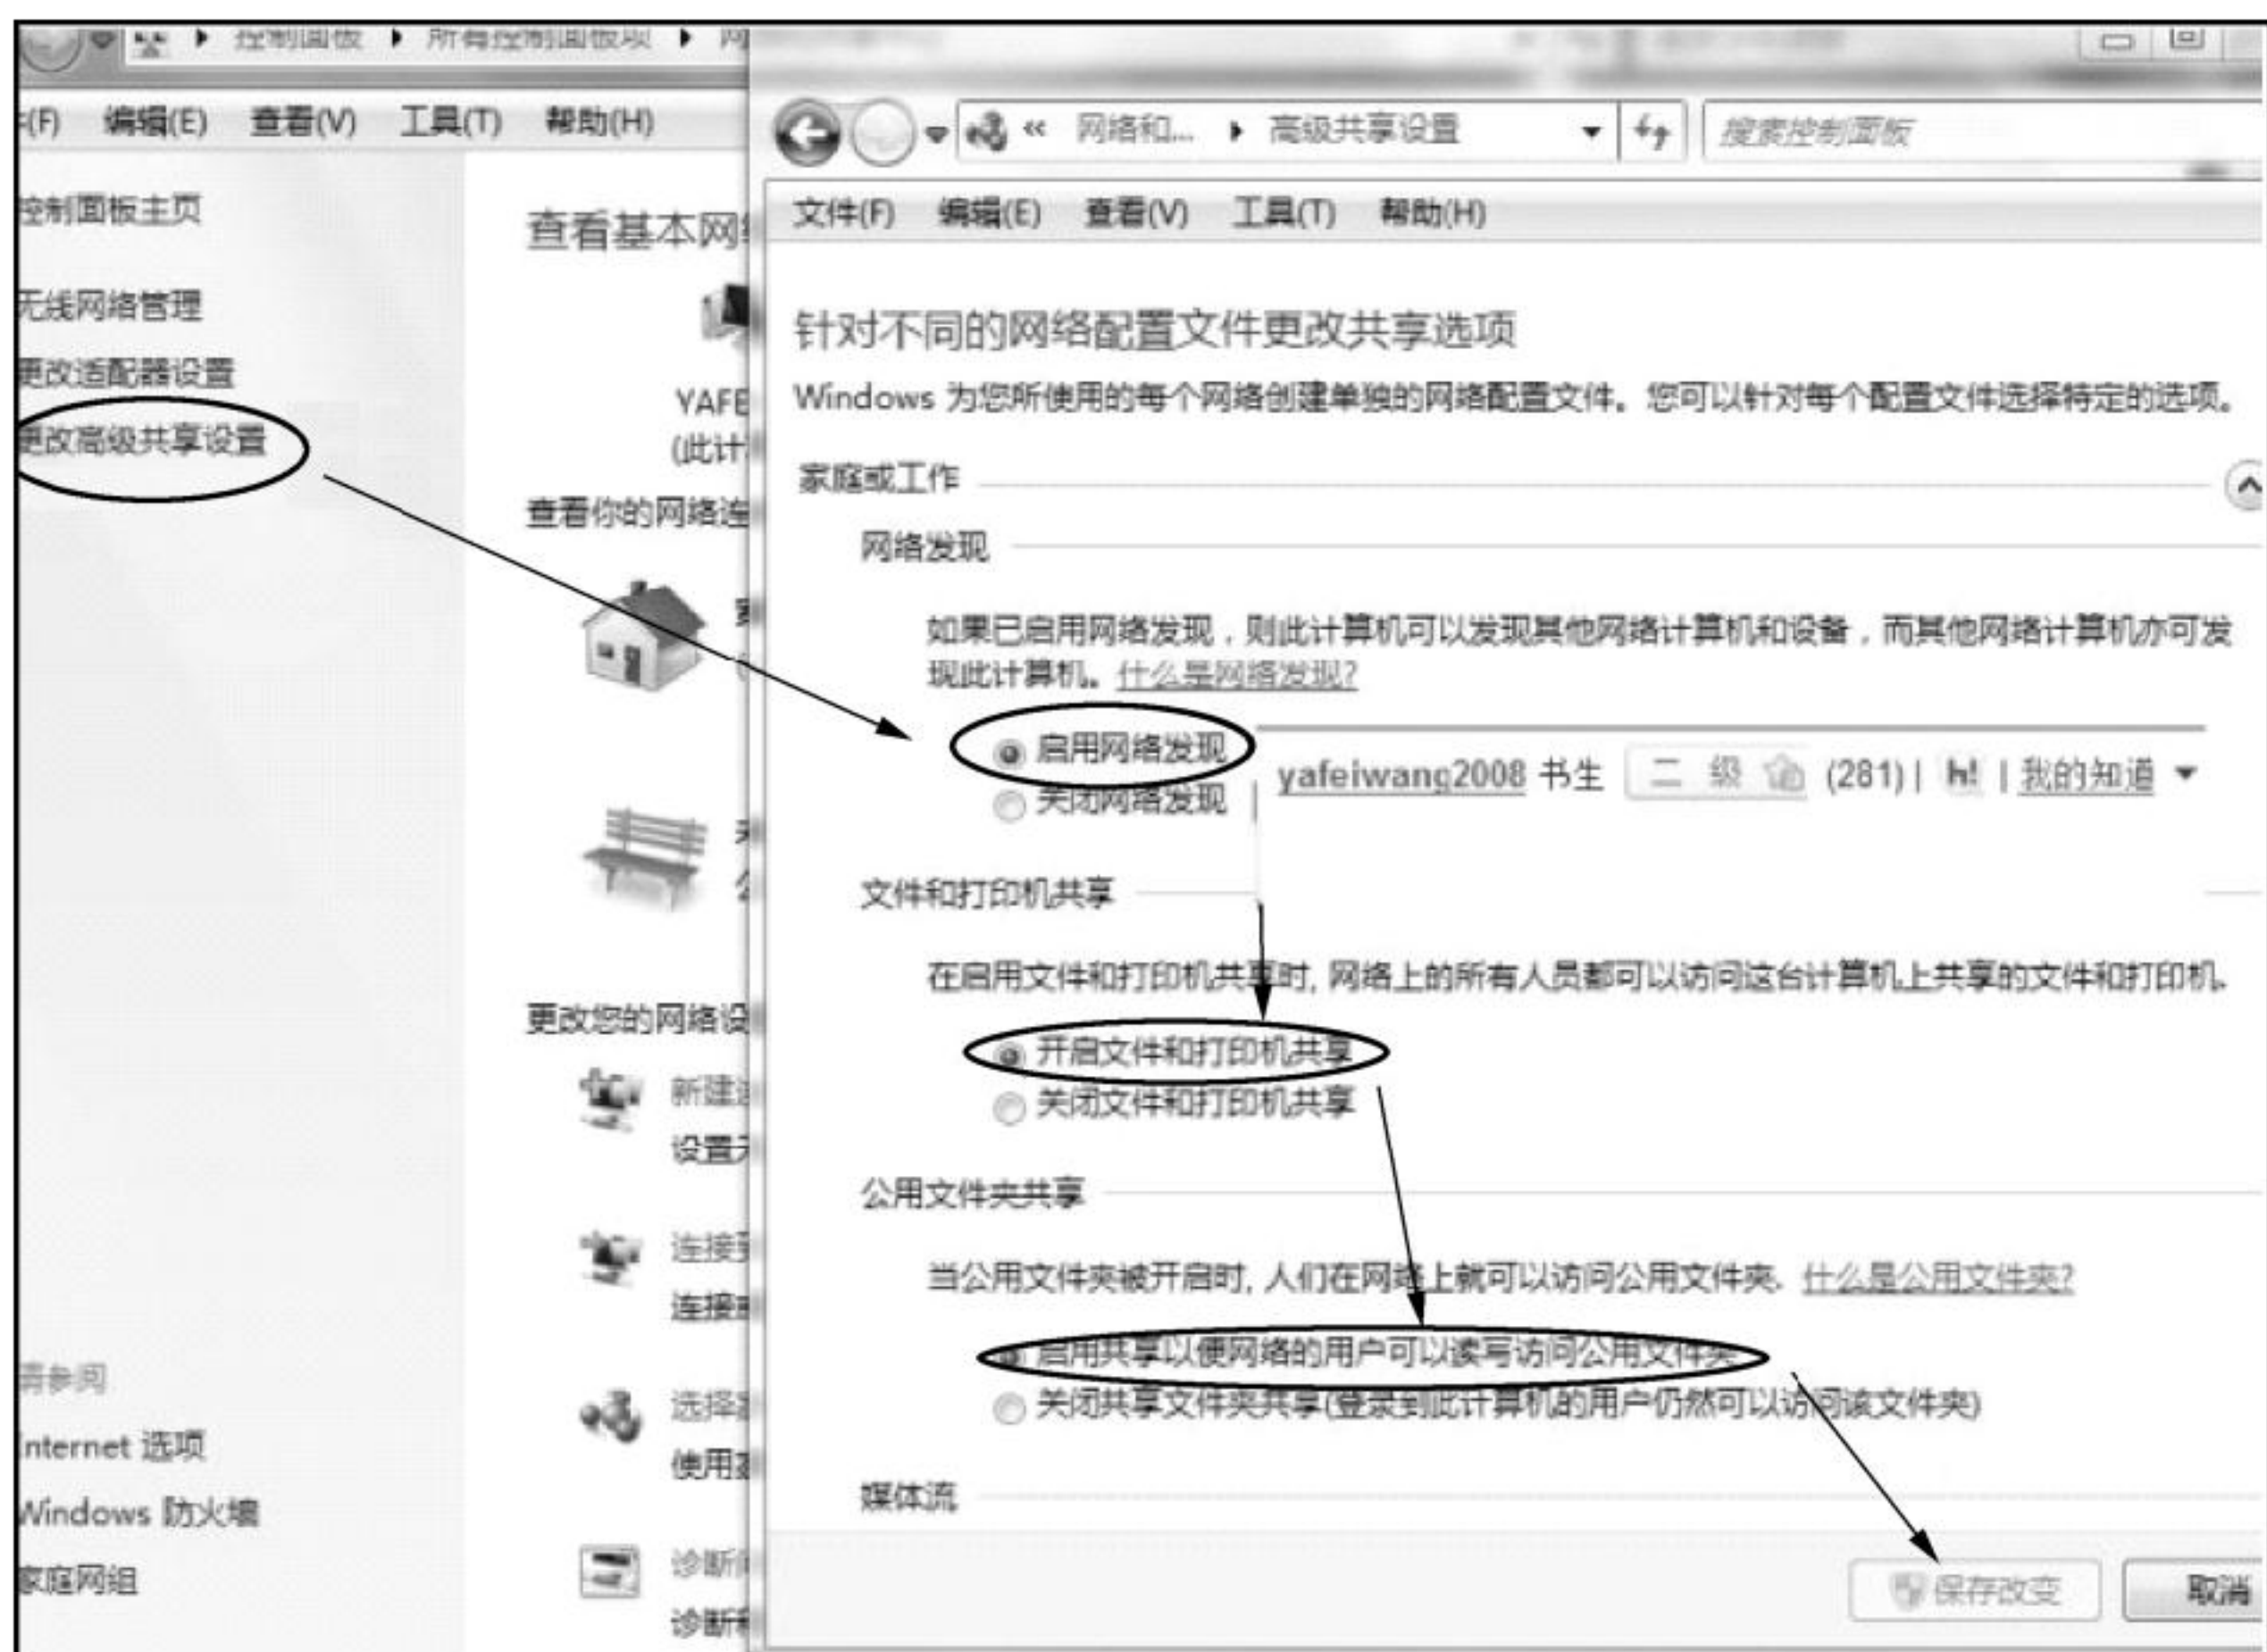 控制面板 ▸ 所有控制面板项 ▸ 网
(F) 编辑(E) 查看(V) 工具(T) 帮助(H)
控制面板主页
无线网络管理
更改适配器设置
更改高级共享设置
请参阅
Internet 选项
Windows 防火墙
家庭网组
查看基本网
YAFE
(此计
查看你的网络连
更改您的网络设
新建
设置
连接到
连接
选择
使用
诊断
诊断
« 网络和... ▸ 高级共享设置
搜索控制面板
文件(F) 编辑(E) 查看(V) 工具(T) 帮助(H)
针对不同的网络配置文件更改共享选项
Windows 为您所使用的每个网络创建单独的网络配置文件。您可以针对每个配置文件选择特定的选项。
家庭或工作
网络发现
如果已启用网络发现，则此计算机可以发现其他网络计算机和设备，而其他网络计算机亦可发
现此计算机。什么是网络发现?
启用网络发现
关闭网络发现
yafeiwang2008 书生 二 级 (281) | h! | 我的知道
文件和打印机共享
在启用文件和打印机共享时, 网络上的所有人员都可以访问这台计算机上共享的文件和打印机.
开启文件和打印机共享
关闭文件和打印机共享
公用文件夹共享
当公用文件夹被开启时, 人们在网络上就可以访问公用文件夹. 什么是公用文件夹?
启用共享以便网络的用户可以读写访问公用文件夹
关闭共享文件夹共享(登录到此计算机的用户仍然可以访问该文件夹)
媒体流
保存改变
取消